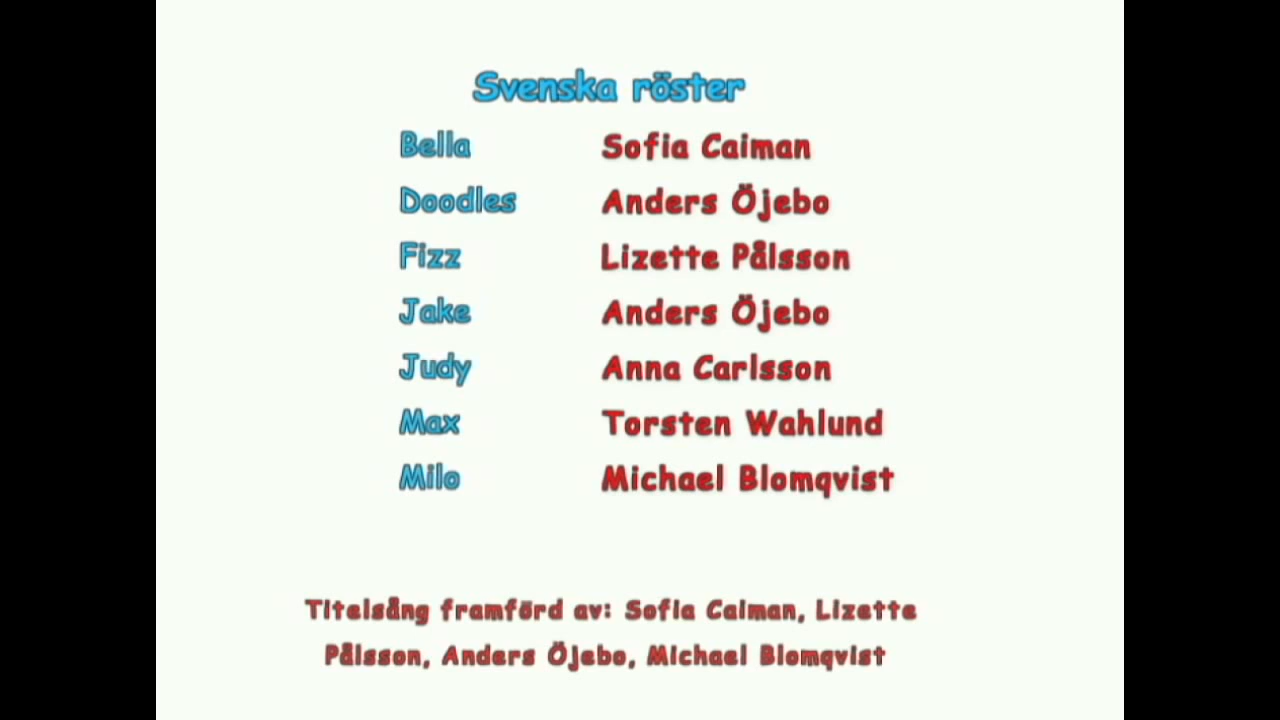 Svenska röster
Bella Sofia Caiman
Doodles Anders Öjebo
Fizz Lizette Pålsson
Jake Anders Öjebo
Judy Anna Carlsson
Max Torsten Wahlund
Milo Michael Blomqvist
Titelsång framförd av: Sofia Caiman, Lizette
Pålsson, Anders Öjebo, Michael Blomqvist